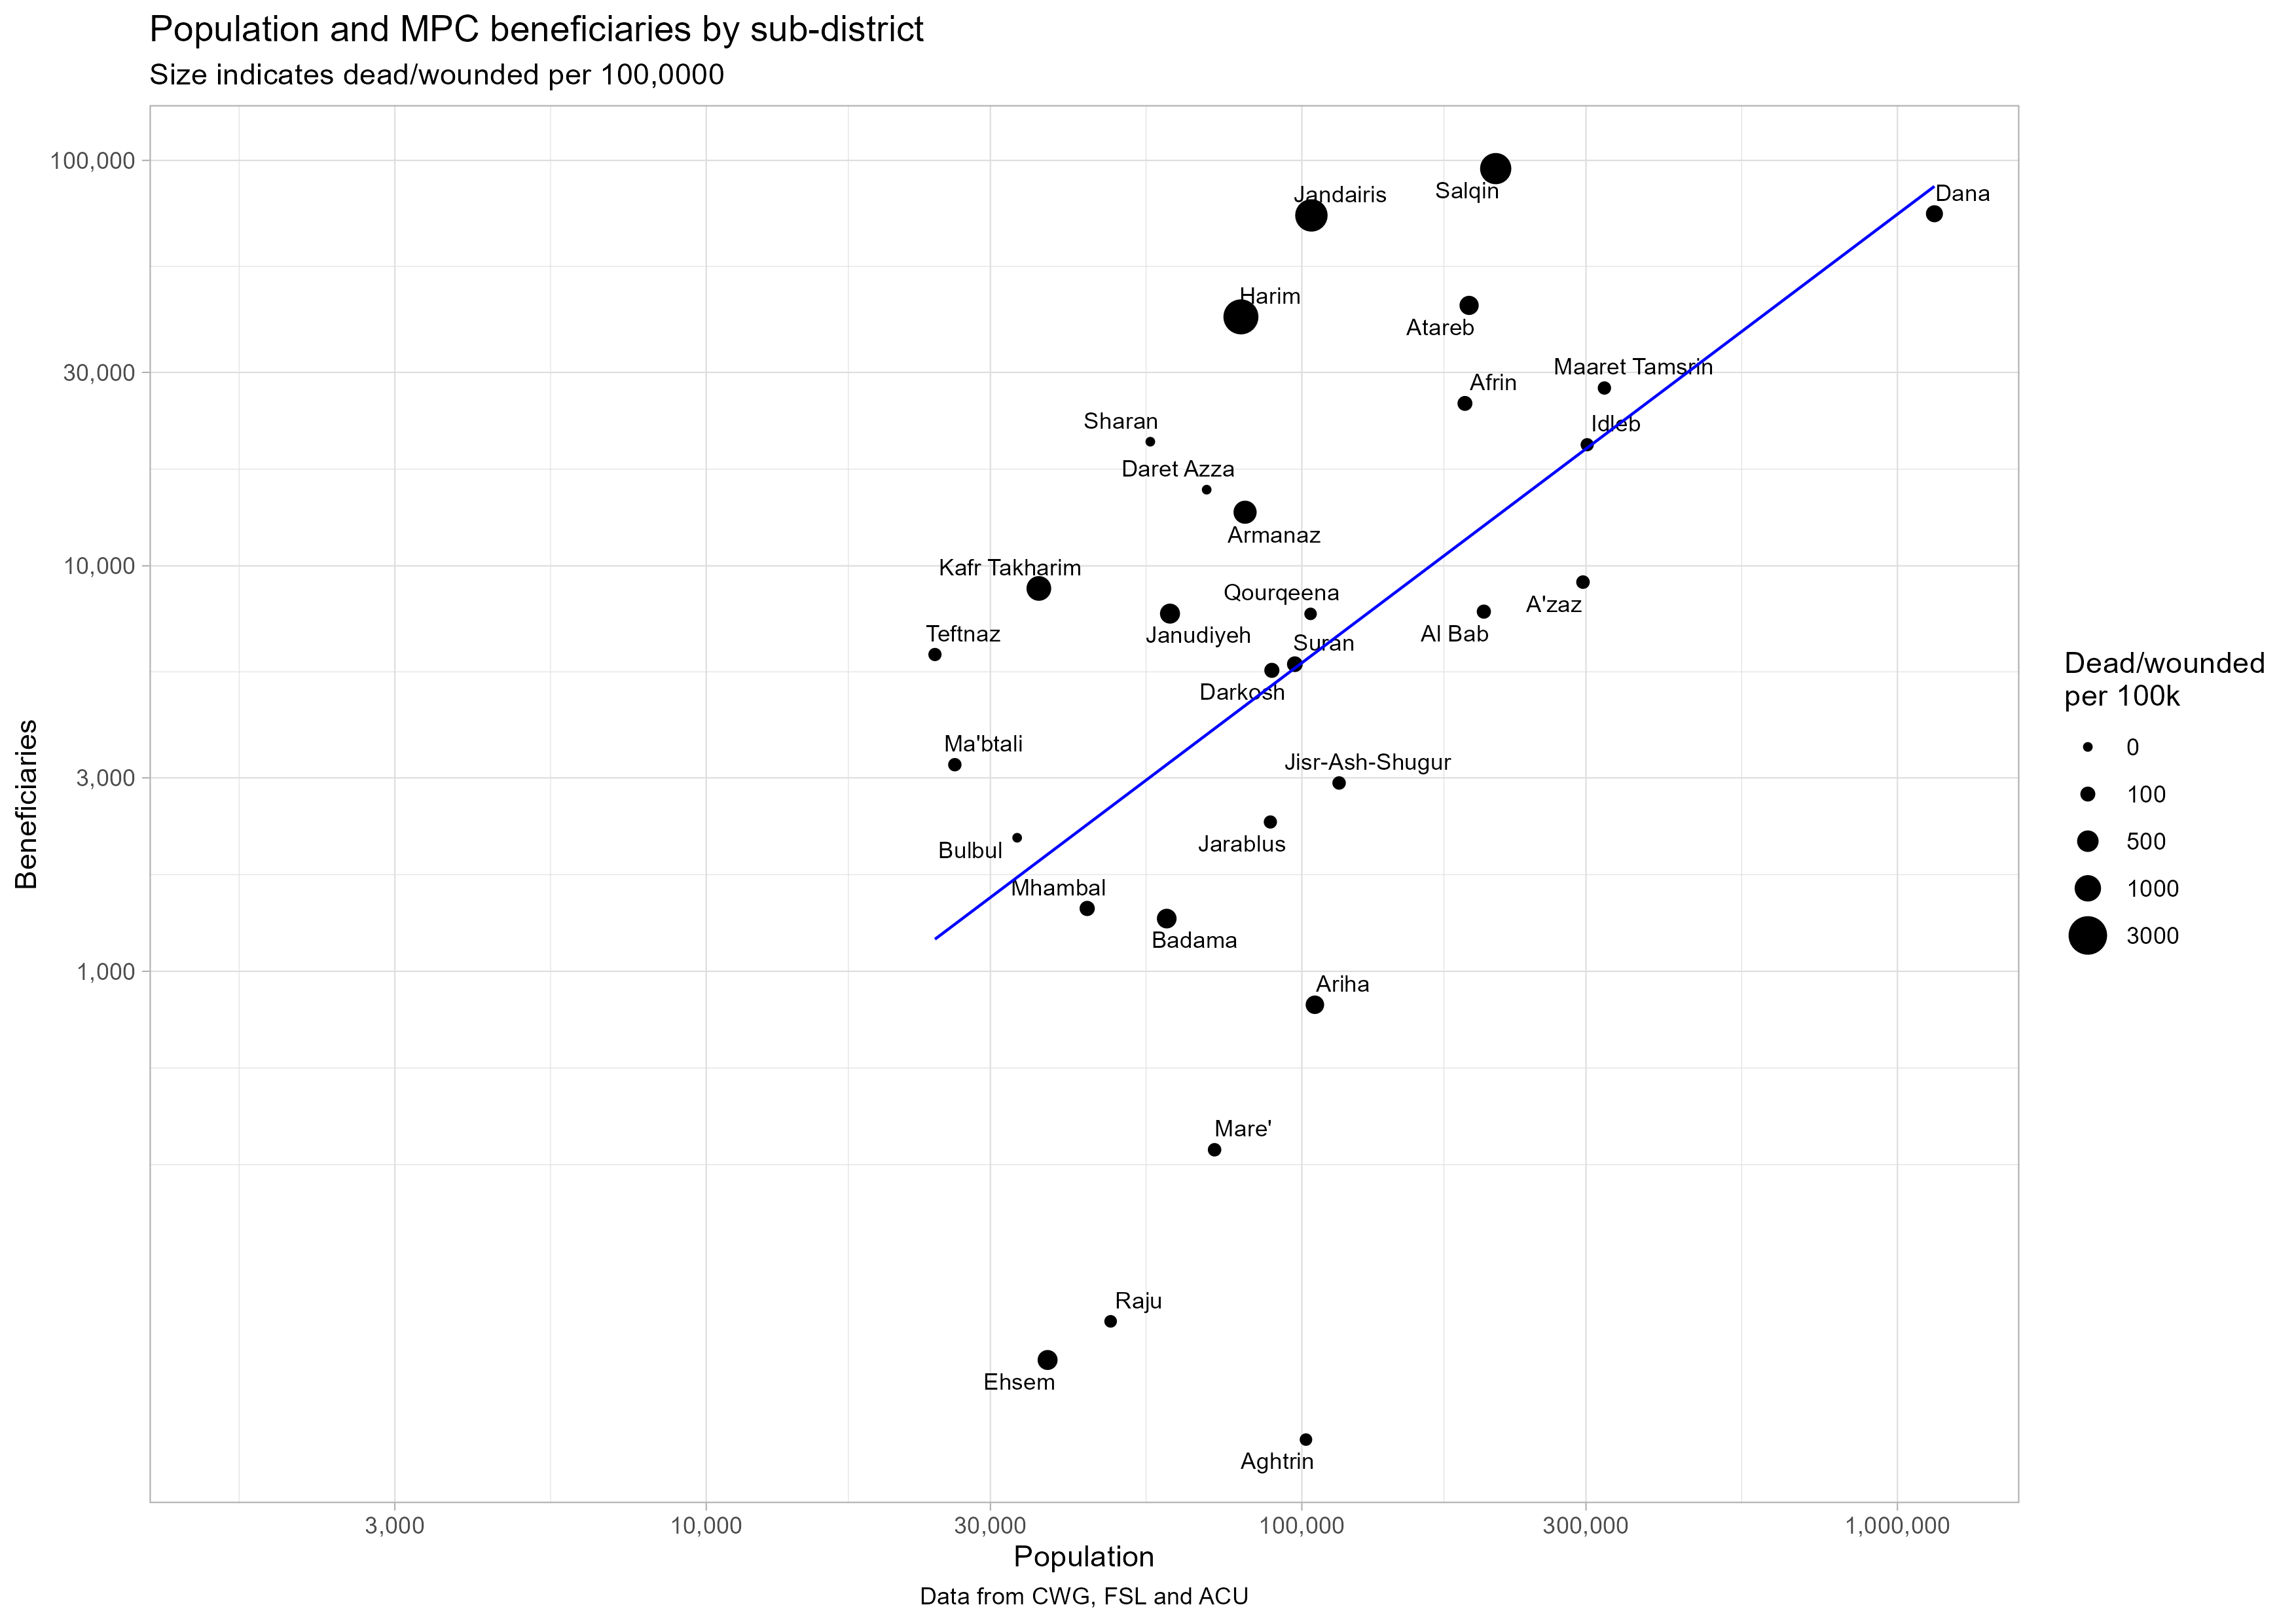 Population and MPC beneficiaries by sub-district
Size indicates dead/wounded per 100,0000
Beneficiaries
100,000
30,000
10,000
3,000
1,000
Salqin
Jandairis
Dana
Harim
Atareb
Maaret Tamsrin
Afrin
Sharan
Idleb
Daret Azza
Armanaz
Kafr Takharim
Qourqeena
A'zaz
Janudiyeh
Al Bab
Teftnaz
Suran
Darkosh
Ma'btali
Jisr-Ash-Shugur
Bulbul
Jarablus
Mhambal
Badama
Ariha
Mare'
Raju
Ehsem
Aghtrin
Dead/wounded
per 100k
0
100
500
1000
3000
3,000
10,000
30,000
100,000
300,000
1,000,000
Population
Data from CWG, FSL and ACU